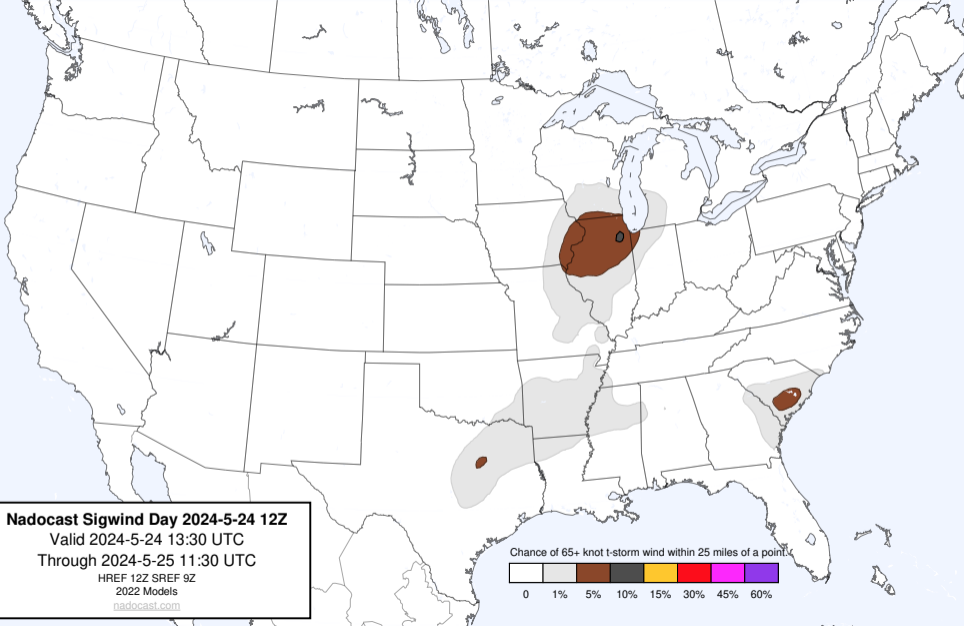 Nadocast Sigwind Day 2024-5-24 12Z
Valid 2024-5-24 13:30 UTC
Through 2024-5-25 11:30 UTC
HREF 12Z SREF 9Z
2022 Models
nadocast.com
Chance of 65+ knot t-storm wind within 25 miles of a point.
0 1% 5% 10% 15% 30% 45% 60%